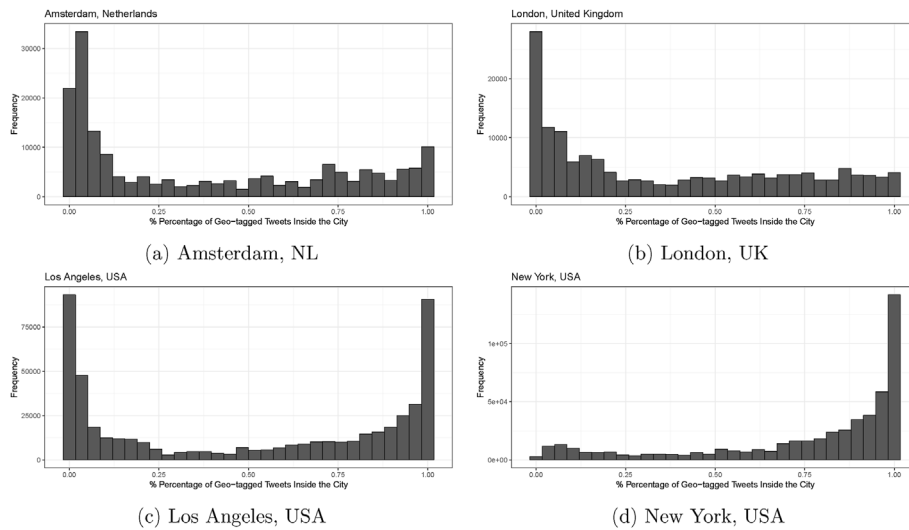 Amsterdam, Netherlands
30000
20000
10000
0
Frequency
0.00 0.25 0.50 0.75 1.00
% Percentage of Geo-tagged Tweets Inside the City
(a) Amsterdam, NL
London, United Kingdom
20000
10000
0
Frequency
0.00 0.25 0.50 0.75 1.00
% Percentage of Geo-tagged Tweets Inside the City
(b) London, UK
Los Angeles, USA
75000
50000
25000
0
Frequency
0.00 0.25 0.50 0.75 1.00
% Percentage of Geo-tagged Tweets Inside the City
(c) Los Angeles, USA
New York, USA
1e+05
5e+04
0e+00
Frequency
0.00 0.25 0.50 0.75 1.00
% Percentage of Geo-tagged Tweets Inside the City
(d) New York, USA